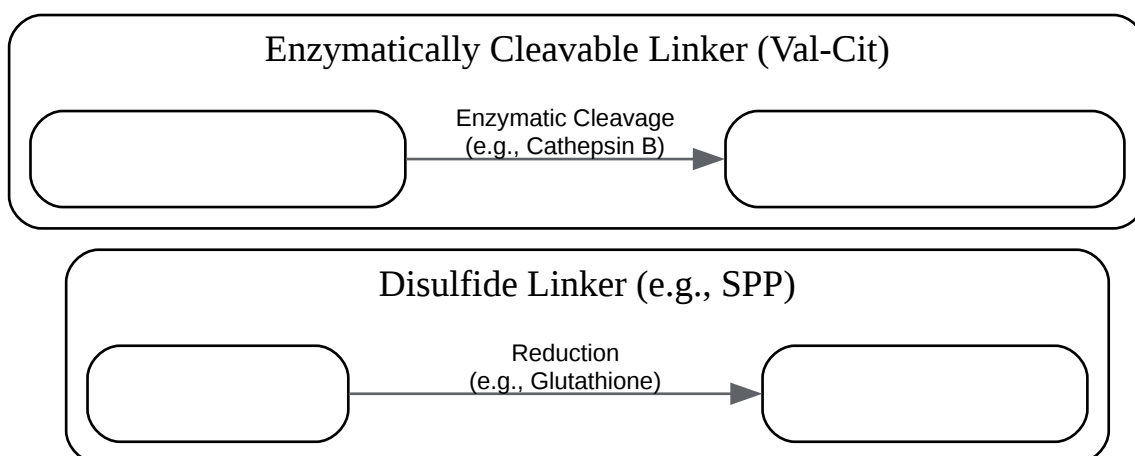 Enzymatically Cleavable Linker (Val-Cit)
Enzymatic Cleavage
(e.g., Cathepsin B)
Disulfide Linker (e.g., SPP)
Reduction
(e.g., Glutathione)